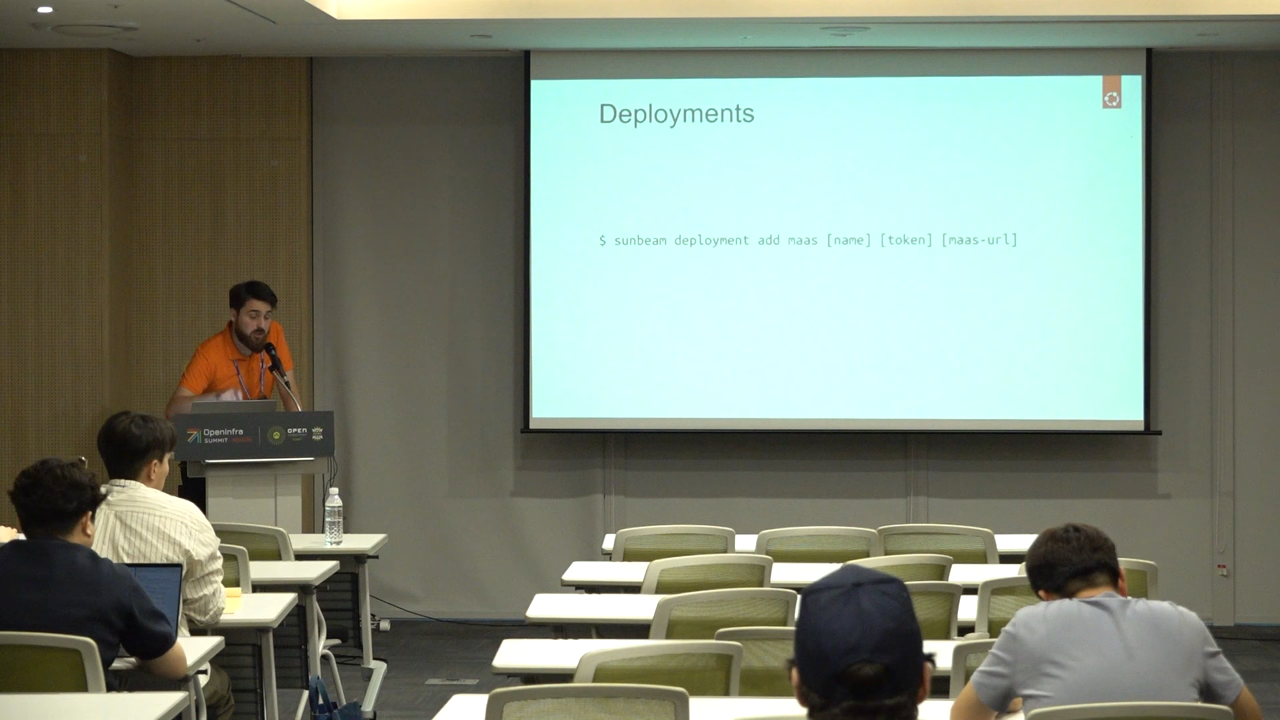 Deployments
$ sunbeam deployment add maas [name] [token] [maas-url]
OpenInfra
SUMMIT
OPEN